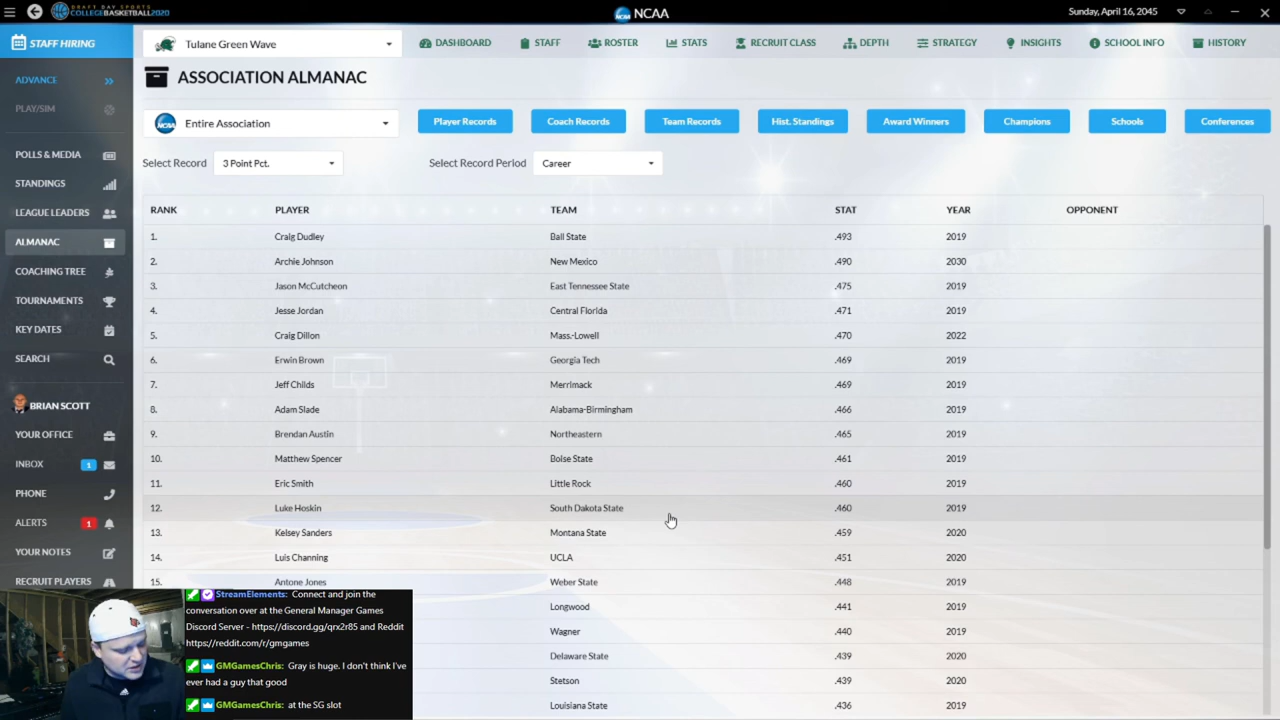 DRAFT DAY SPORTS
COLLEGE BASKETBALL 2020
NCAA
Sunday, April 16, 2045
STAFF HIRING
Tulane Green Wave
DASHBOARD STAFF ROSTER STATS RECRUIT CLASS DEPTH STRATEGY INSIGHTS SCHOOL INFO HISTORY
ADVANCE
PLAY/SIM
POLLS & MEDIA
STANDINGS
LEAGUE LEADERS
ALMANAC
COACHING TREE
TOURNAMENTS
KEY DATES
SEARCH
BRIAN SCOTT
YOUR OFFICE
INBOX 1
PHONE
ALERTS 1
YOUR NOTES
RECRUIT PLAYERS
ASSOCIATION ALMANAC
Entire Association
Player Records Coach Records Team Records Hist. Standings Award Winners Champions Schools Conferences
Select Record 3 Point Pct. Select Record Period Career
RANK PLAYER TEAM STAT YEAR OPPONENT
1. Craig Dudley Ball State .493 2019
2. Archie Johnson New Mexico .490 2030
3. Jason McCutcheon East Tennessee State .475 2019
4. Jesse Jordan Central Florida .471 2019
5. Craig Dillon Mass.-Lowell .470 2022
6. Erwin Brown Georgia Tech .469 2019
7. Jeff Childs Merrimack .469 2019
8. Adam Slade Alabama-Birmingham .466 2019
9. Brendan Austin Northeastern .465 2019
10. Matthew Spencer Boise State .461 2019
11. Eric Smith Little Rock .460 2019
12. Luke Hoskin South Dakota State .460 2019
13. Kelsey Sanders Montana State .459 2020
14. Luis Channing UCLA .451 2020
15. Antone Jones Weber State .448 2019
Longwood .441 2019
Wagner .440 2019
Delaware State .439 2020
Stetson .439 2020
Louisiana State .436 2019
StreamElements: Connect and join the
conversation over at the General Manager Games
Discord Server - https://discord.gg/qrx2r85 and Reddit
https://reddit.com/r/gmgames
GMGamesChris: Gray is huge. I don't think I've
ever had a guy that good
GMGamesChris: at the SG slot